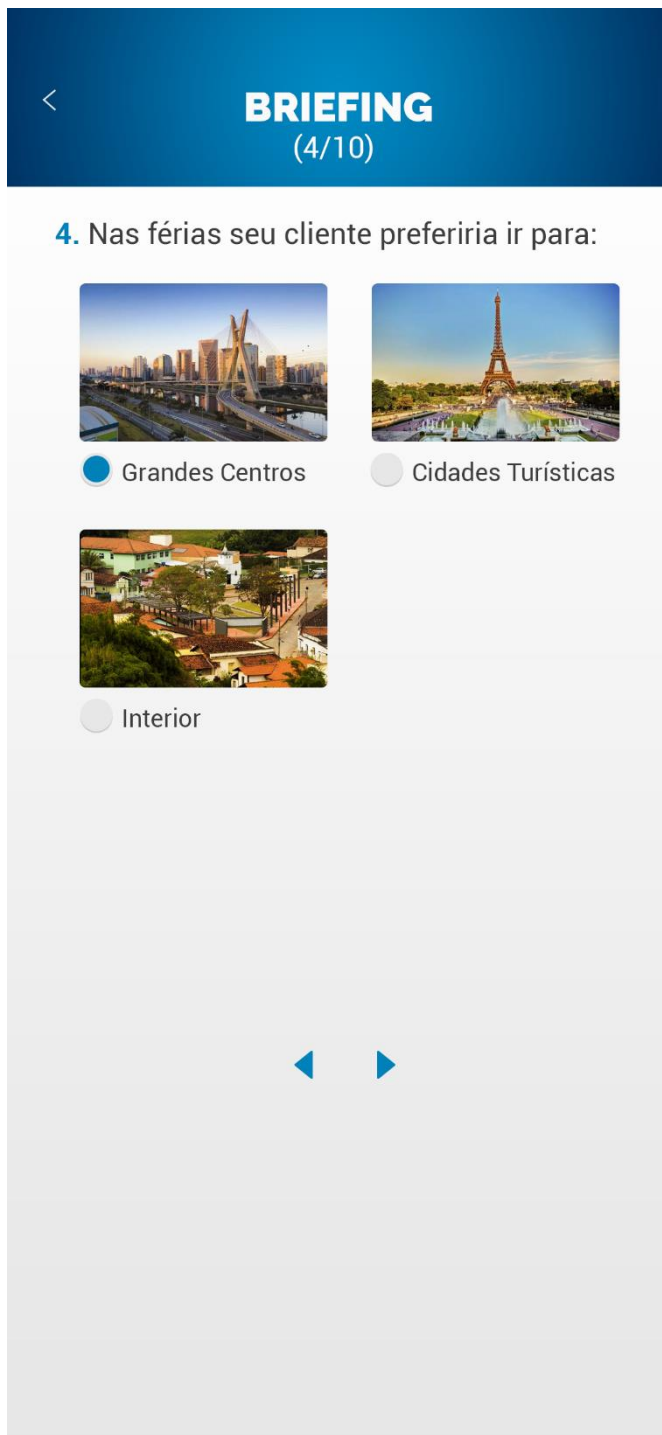 BRIEFING
(4/10)
4. Nas férias seu cliente preferiria ir para:
Grandes Centros
Cidades Turísticas
Interior